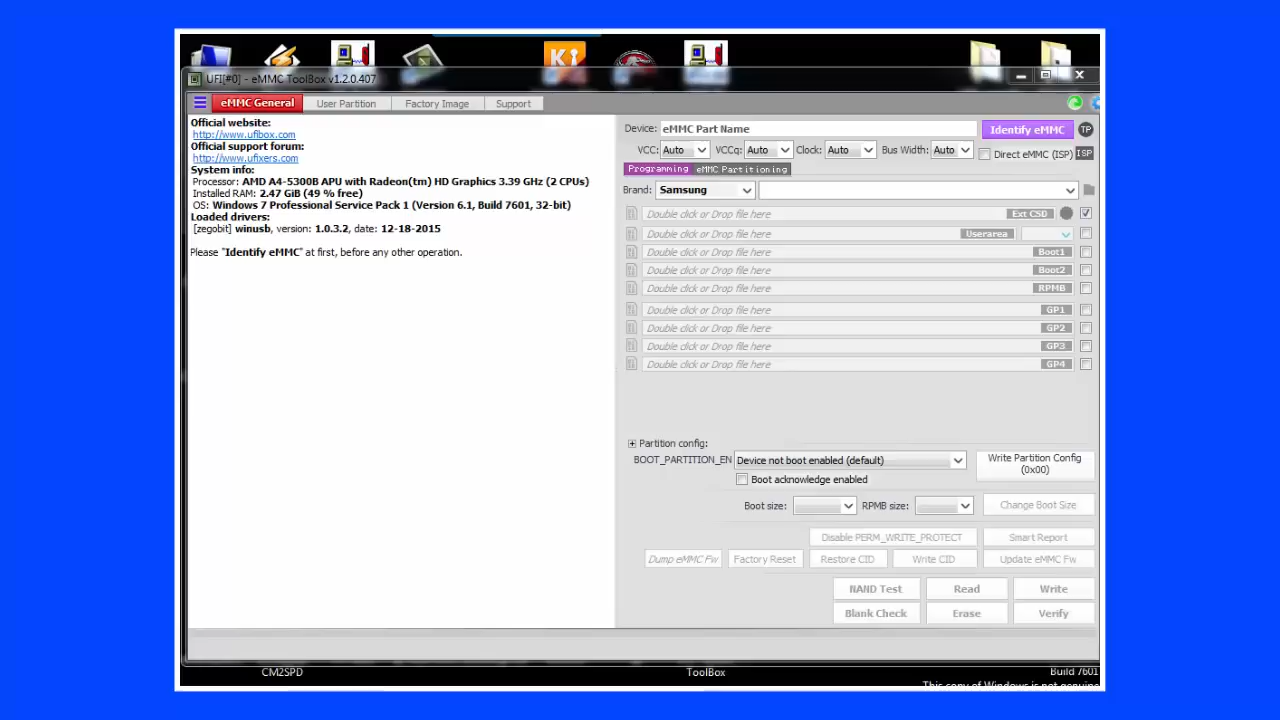 Ki
UFI[#0] - eMMC ToolBox v1.2.0.407
eMMC General User Partition Factory Image Support
Official website:
http://www.ufibox.com
Official support forum:
http://www.ufixers.com
System info:
Processor: AMD A4-5300B APU with Radeon(tm) HD Graphics 3.39 GHz (2 CPUs)
Installed RAM: 2.47 GiB (49 % free)
OS: Windows 7 Professional Service Pack 1 (Version 6.1, Build 7601, 32-bit)
Loaded drivers:
[zegobit] winusb, version: 1.0.3.2, date: 12-18-2015
Please "Identify eMMC" at first, before any other operation.
Device: eMMC Part Name Identify eMMC TP
VCC: Auto VCCq: Auto Clock: Auto Bus Width: Auto Direct eMMC (ISP) ISP
Programming eMMC Partitioning
Brand: Samsung
Double click or Drop file here Ext CSD
Double click or Drop file here Userarea
Double click or Drop file here Boot1
Double click or Drop file here Boot2
Double click or Drop file here RPMB
Double click or Drop file here GP1
Double click or Drop file here GP2
Double click or Drop file here GP3
Double click or Drop file here GP4
Partition config:
BOOT_PARTITION_EN Device not boot enabled (default) Write Partition Config (0x00)
Boot acknowledge enabled
Boot size: RPMB size: Change Boot Size
Disable PERM_WRITE_PROTECT Smart Report
Dump eMMC Fw Factory Reset Restore CID Write CID Update eMMC Fw
NAND Test Read Write
Blank Check Erase Verify
CM2SPD ToolBox Build 7601
This copy of Windows is not genuine